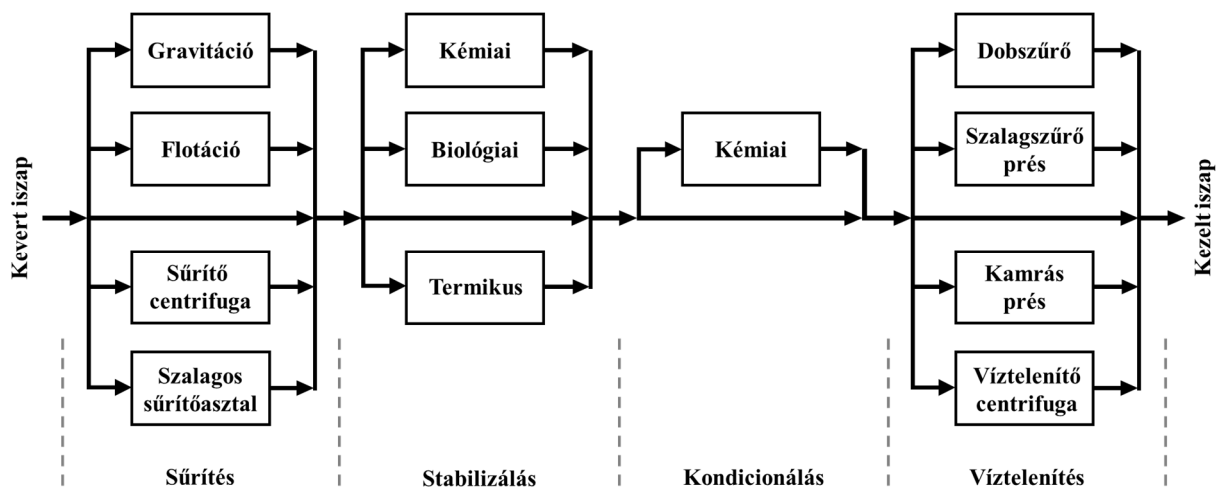 Kevert iszap
Gravitáció
Flotáció
Sűrítő
centrifuga
Szalagos
sűrítőasztal
Sűrítés
Kémiai
Biológiai
Termikus
Stabilizálás
Kémiai
Kondicionálás
Dobszűrő
Szalagszűrő
prés
Kamrás
prés
Víztelenítő
centrifuga
Víztelenítés
Kezelt iszap